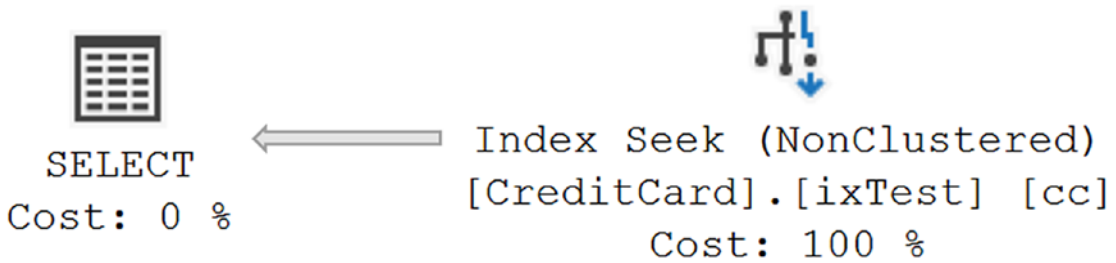 SELECT
Cost: 0 %
Index Seek (NonClustered)
[CreditCard].[ixTest] [cc]
Cost: 100 %